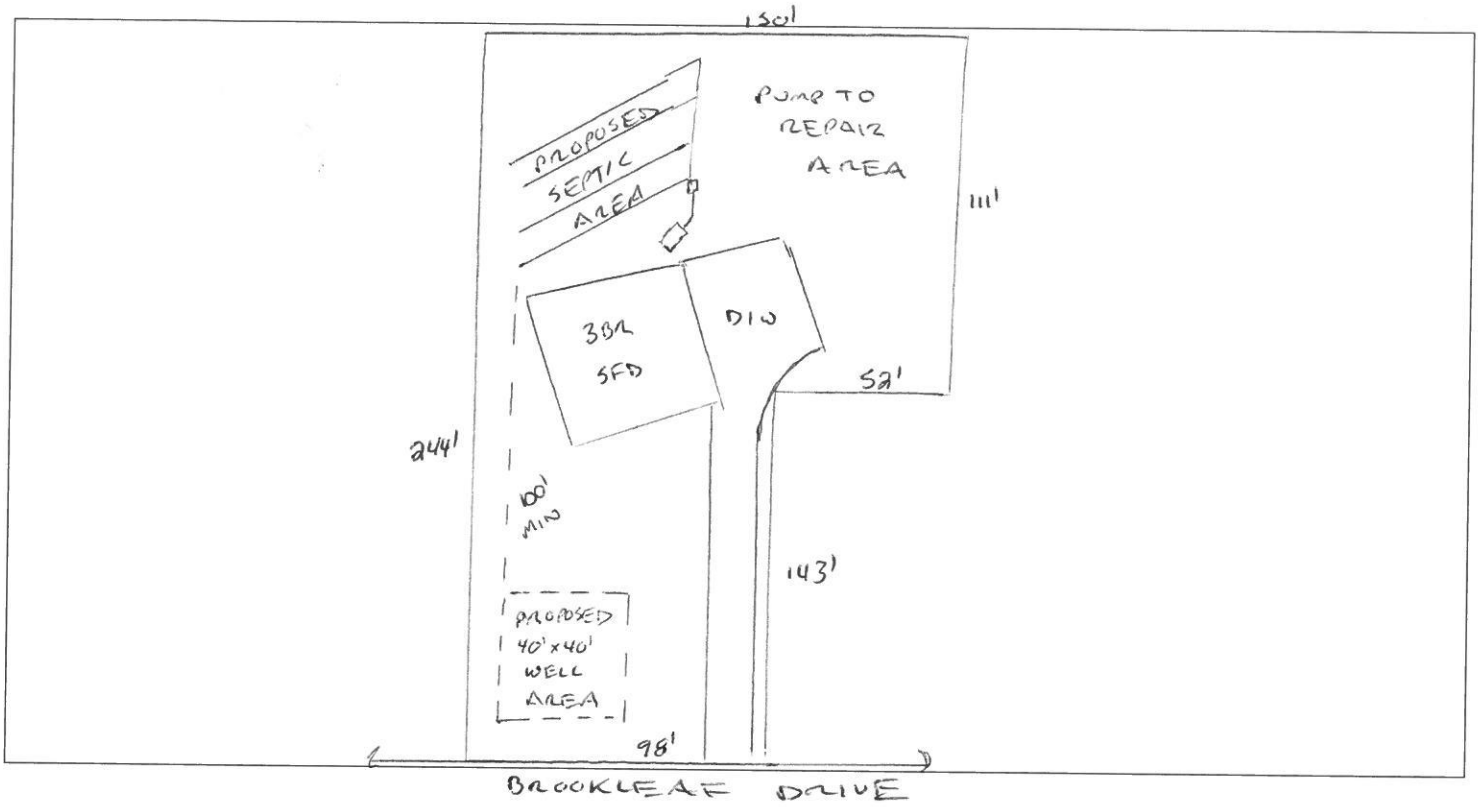 150'
PUMP TO
REPAIR
AREA
PROPOSED
SEPTIC
AREA
111'
3BR
SFD
D/W
52'
244'
100'
MIN
143'
PROPOSED
40' x 40'
WELL
AREA
98'
BROOKLEAF DRIVE